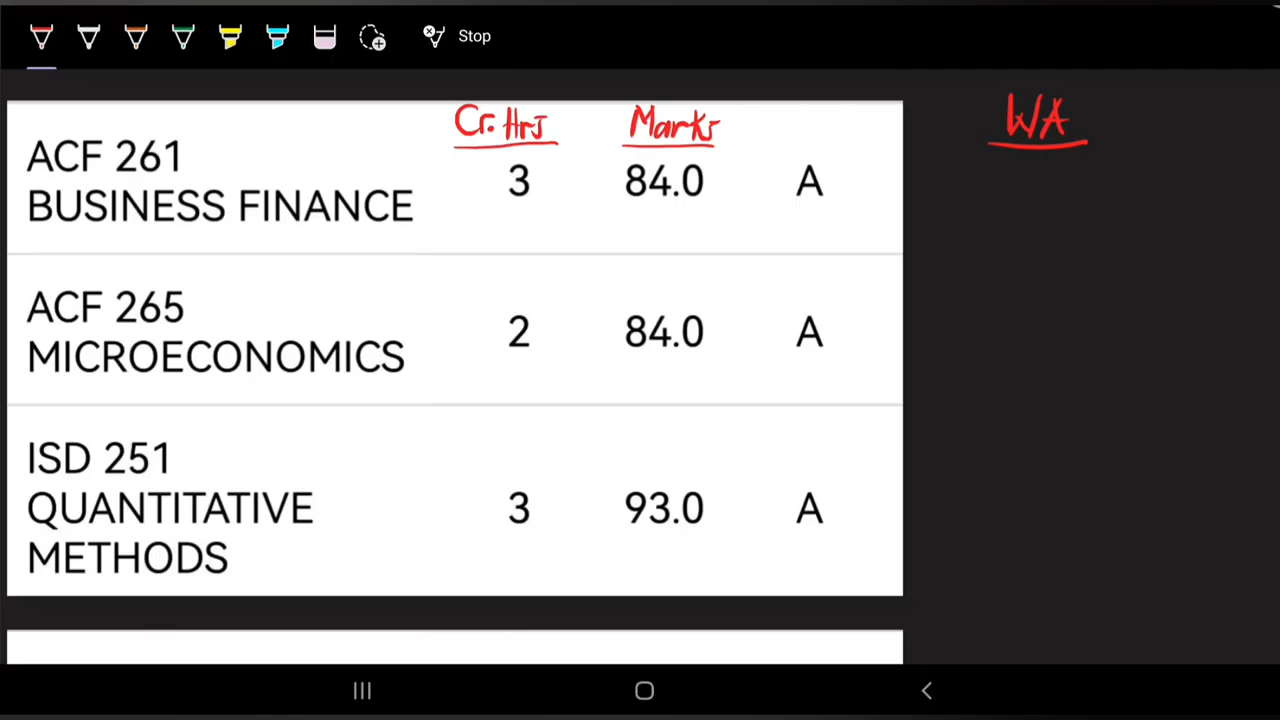 Stop
Cr. Hrs Marks WA
ACF 261
BUSINESS FINANCE 3 84.0 A
ACF 265
MICROECONOMICS 2 84.0 A
ISD 251
QUANTITATIVE
METHODS 3 93.0 A